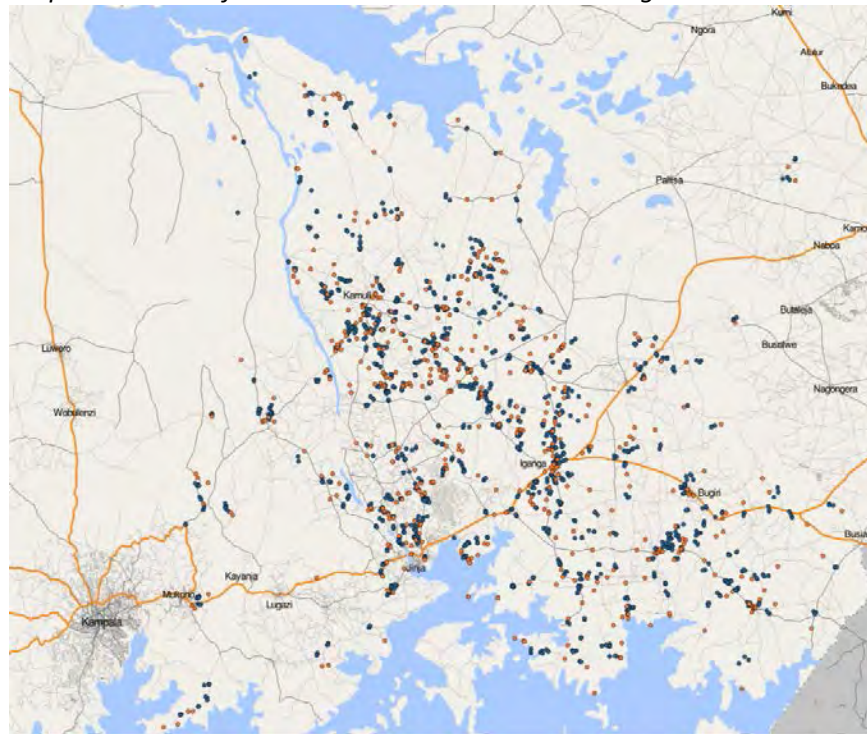 Kumi
Ngora
Atutur
Bukedea
Pallisa
Naboa
Kamuli
Butaleja
Busolwe
Luwero
Nagongera
Wobulenzi
Iganga
Bugiri
Busia
Jinja
Kayanja
Mukono
Lugazi
Kampala